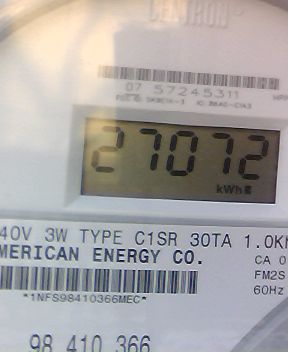 CENTRON
07 57245311
27072
kWh
40V 3W TYPE C1SR 30TA 1.0K
MERICAN ENERGY CO.
CA 0
FM2S
*1NFS98410366MEC*
60Hz
98 410 366